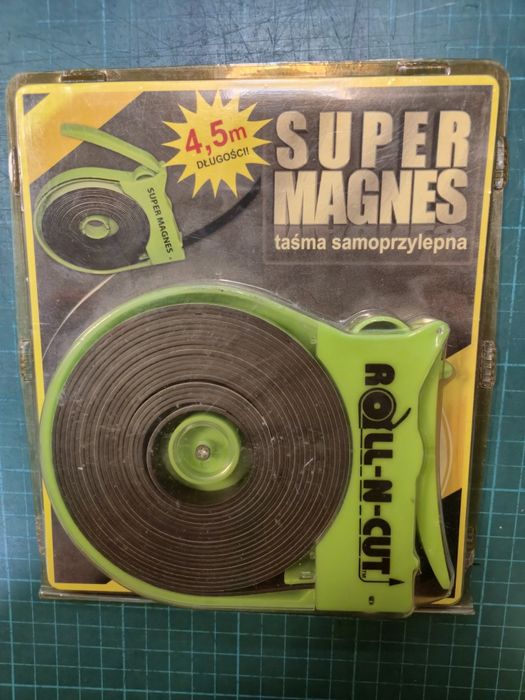 4,5m
DŁUGOŚCI!
SUPER
MAGNES
taśma samoprzylepna
SUPER MAGNES
ROLL-N-CUT